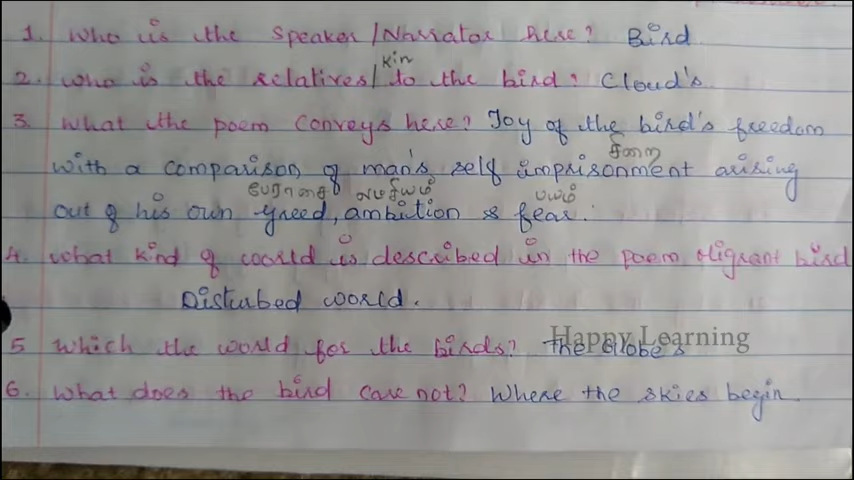 1. Who is the Speaker/Narrator here? Bird
kin
2. who is the relatives/ to the bird? Cloud's
3. What the poem Conveys here? Joy of the bird's freedom
சிறை
with a comparison of man's self imprisonment arising
பேராசை லட்சியம் பயம்
out of his own greed, ambition & fear.
4. What kind of world is described in the poem Migrant bird
Disturbed world.
5 Which the world for the birds? The Globe's
Happy Learning
6. What does the bird care not? Where the skies begin.